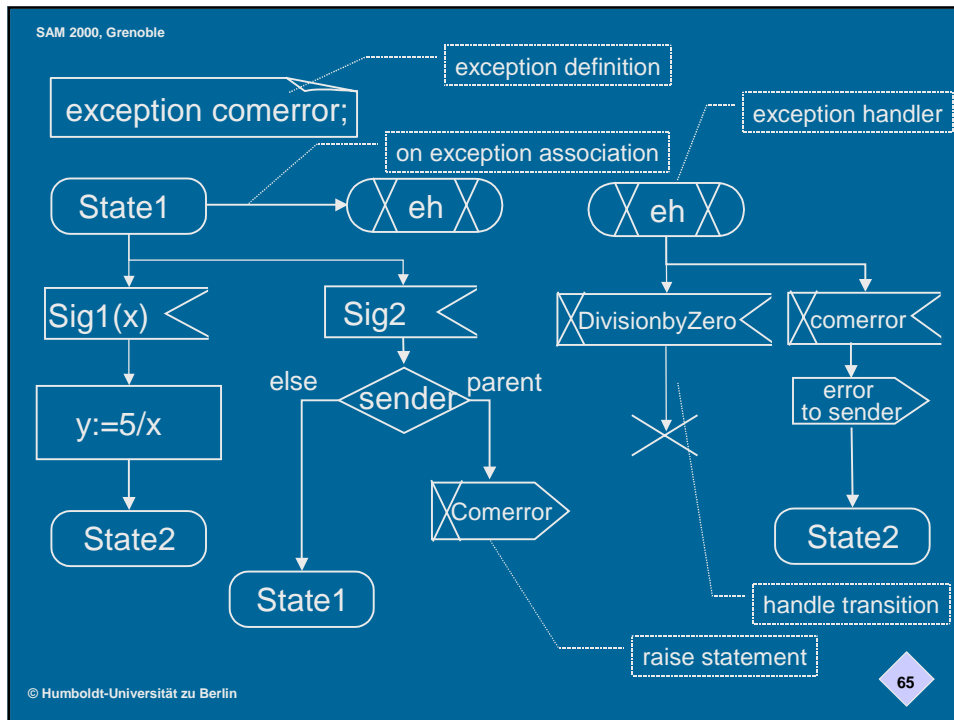 SAM 2000, Grenoble
exception definition
exception comerror;
exception handler
on exception association
State1
eh
eh
Sig1(x)
Sig2
DivisionbyZero
comerror
else
parent
sender
error
to sender
y:=5/x
Comerror
State2
State2
State1
handle transition
raise statement
© Humboldt-Universität zu Berlin
65